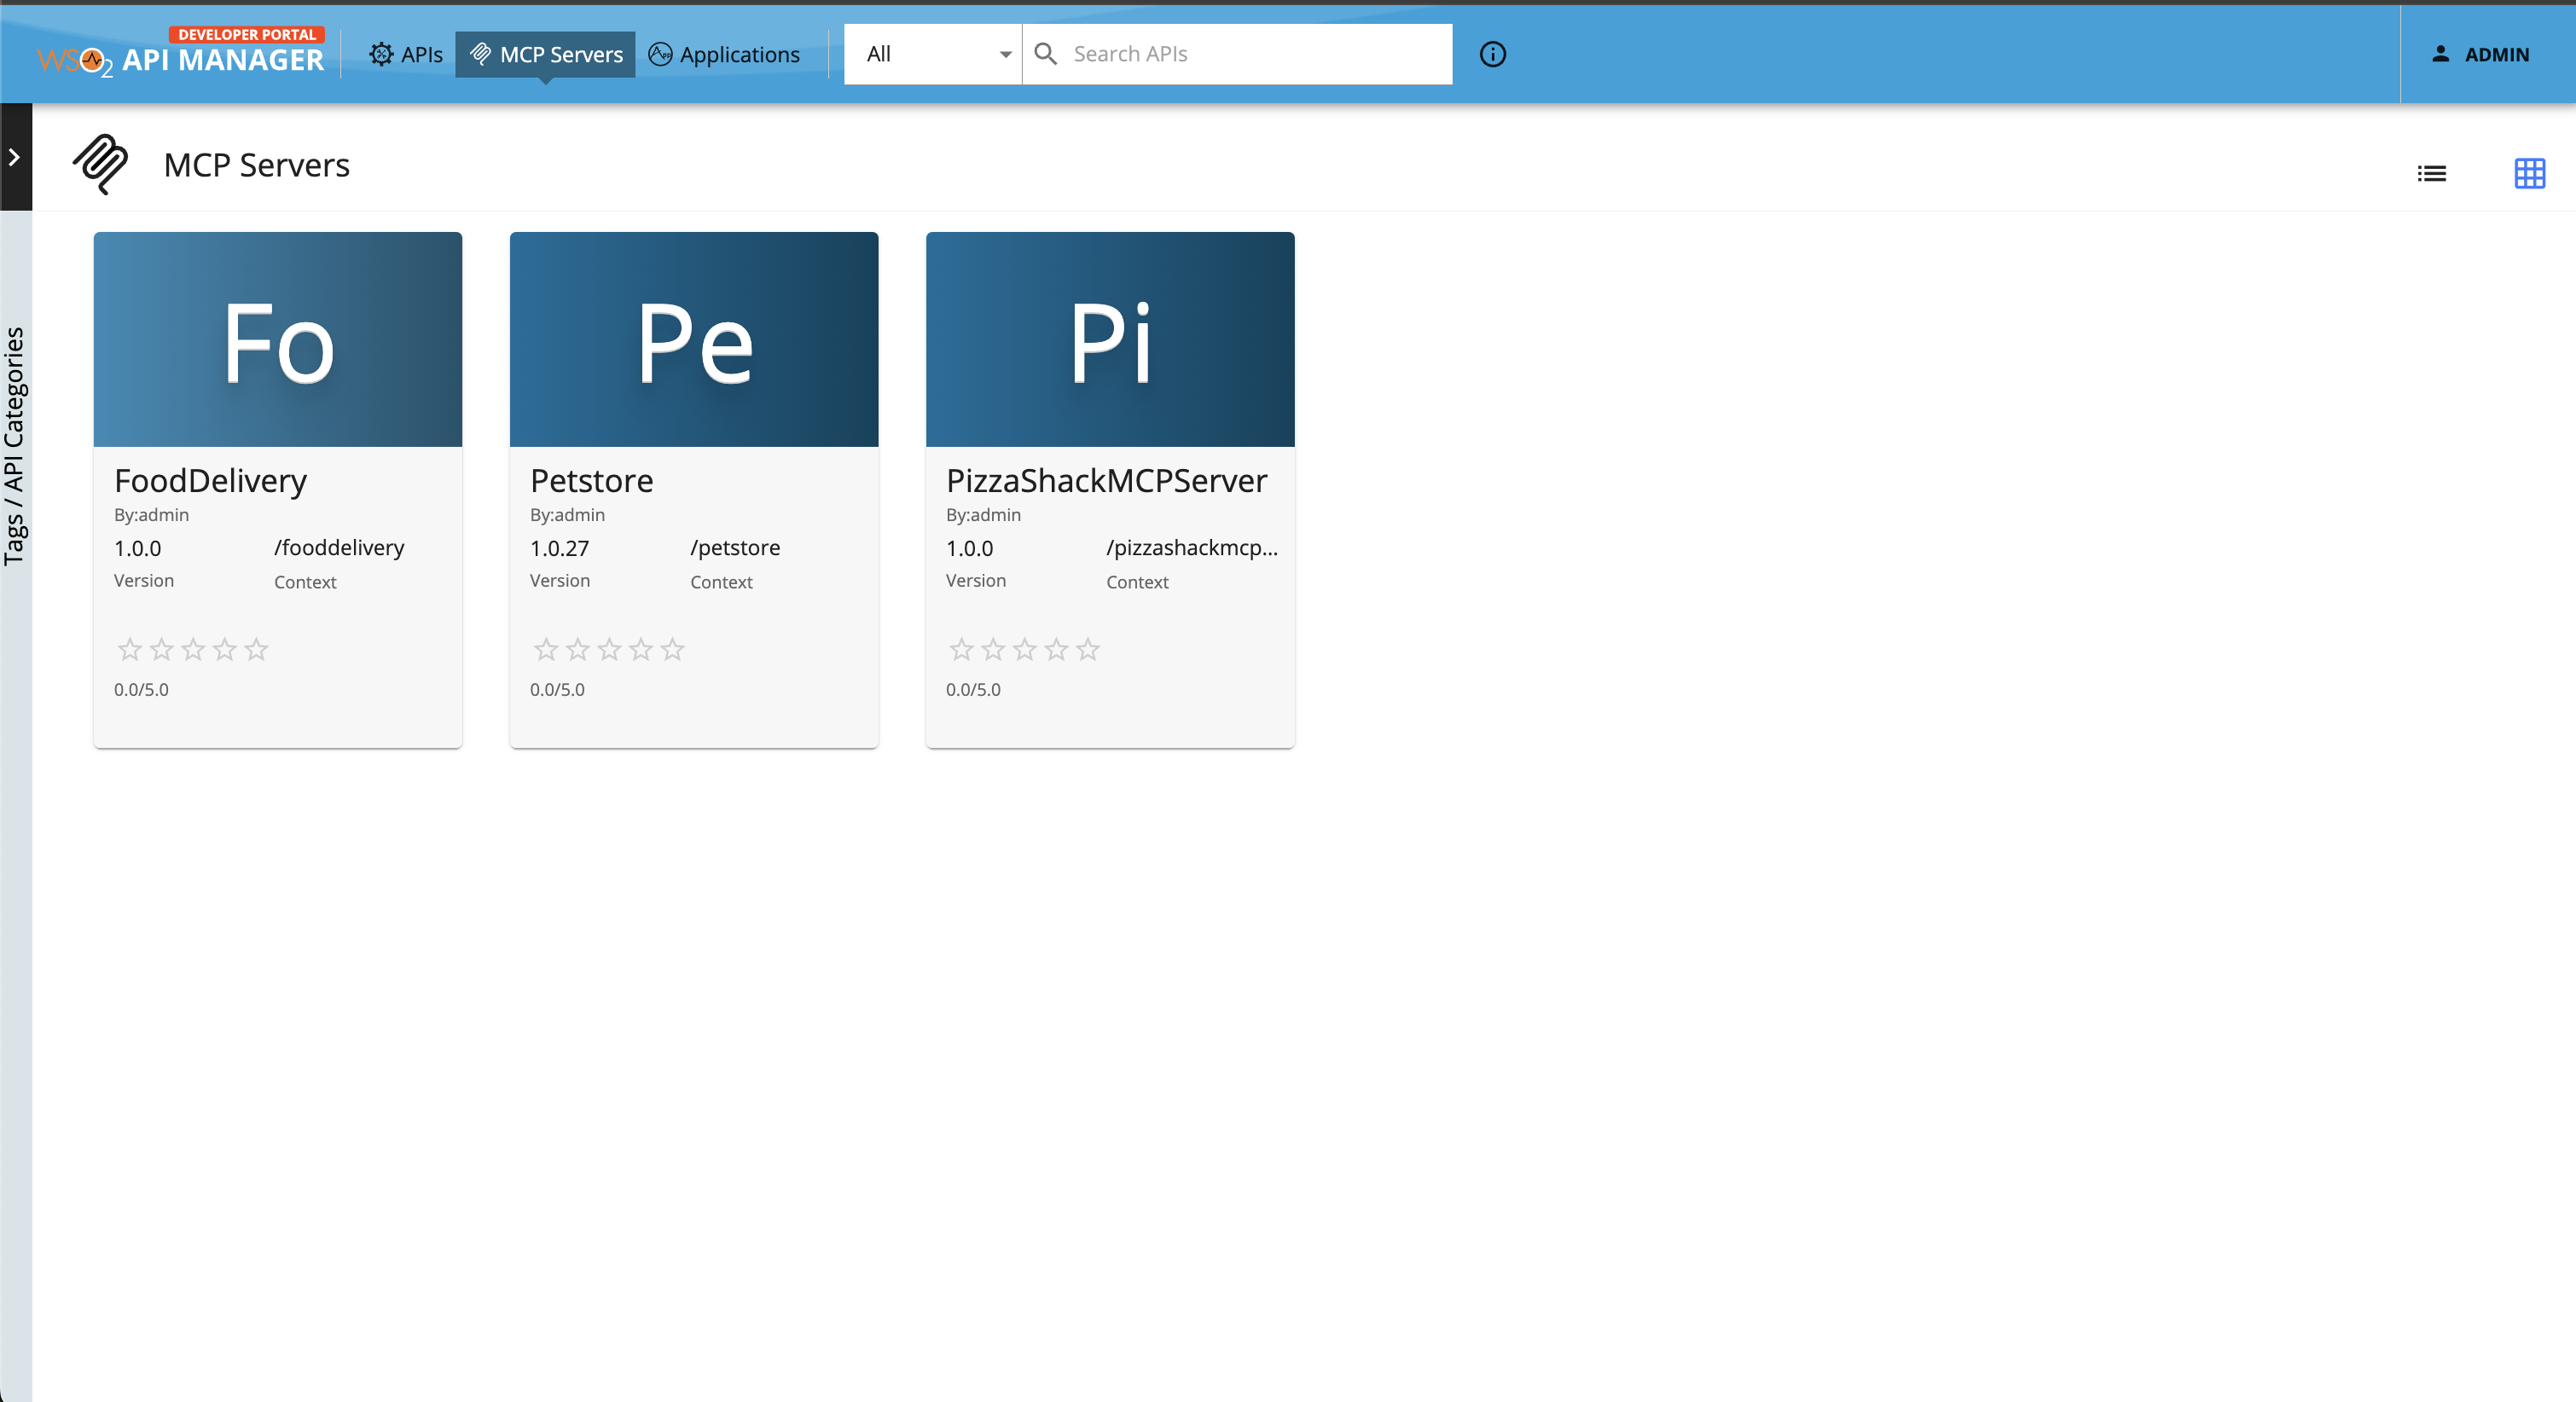 DEVELOPER PORTAL
WSO2 API MANAGER
APIs
MCP Servers
Applications
All
Search APIs
ADMIN
MCP Servers
Tags / API Categories
Fo
FoodDelivery
By:admin
1.0.0
/fooddelivery
Version
Context
0.0/5.0
Pe
Petstore
By:admin
1.0.27
/petstore
Version
Context
0.0/5.0
Pi
PizzaShackMCPServer
By:admin
1.0.0
/pizzashackmcp...
Version
Context
0.0/5.0